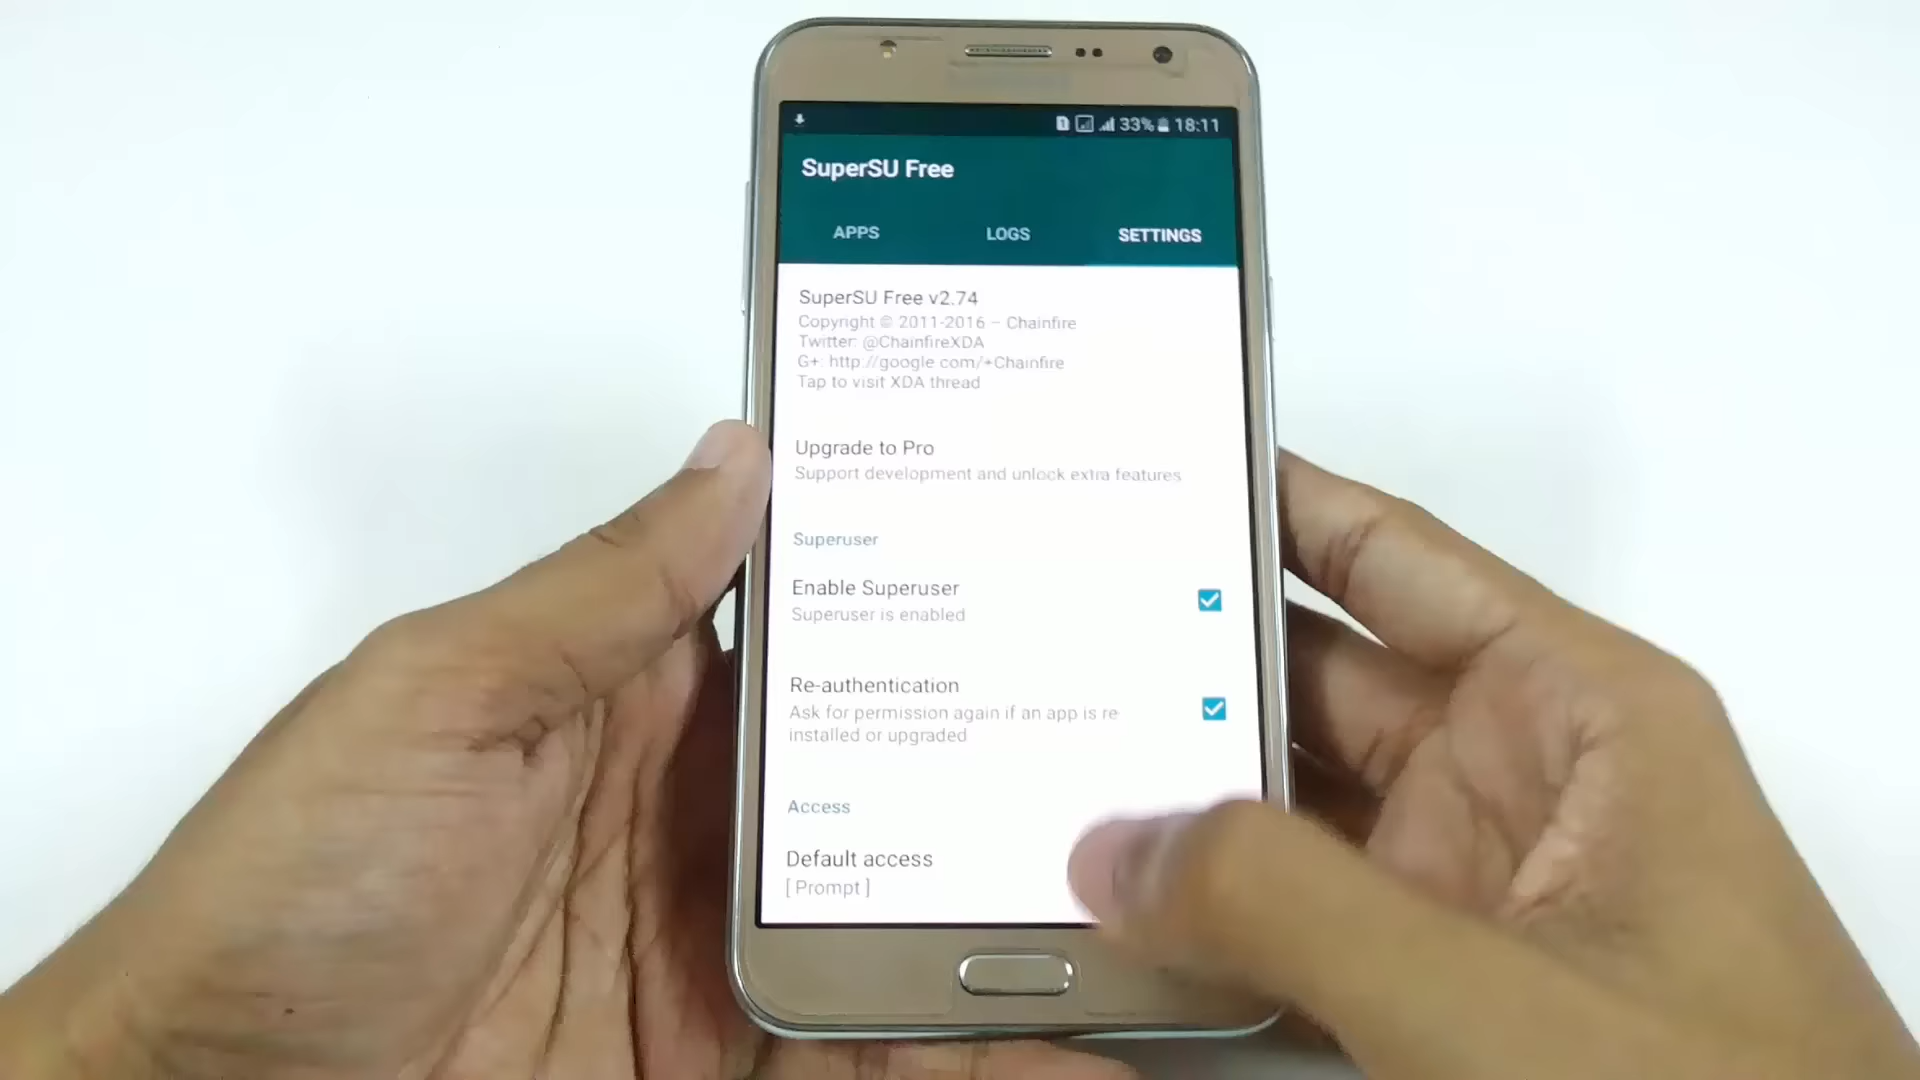 33% 18:11
SuperSU Free
APPS LOGS SETTINGS
SuperSU Free v2.74
Copyright © 2011-2016 – Chainfire
Twitter: @ChainfireXDA
G+: http://google.com/+Chainfire
Tap to visit XDA thread
Upgrade to Pro
Support development and unlock extra features
Superuser
Enable Superuser
Superuser is enabled
Re-authentication
Ask for permission again if an app is re
installed or upgraded
Access
Default access
[ Prompt ]